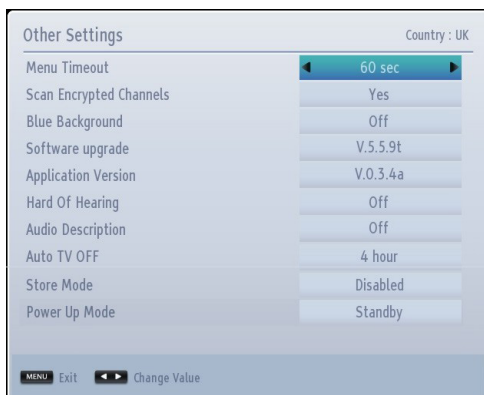 Other Settings Country : UK
Menu Timeout 60 sec
Scan Encrypted Channels Yes
Blue Background Off
Software upgrade V.5.5.9t
Application Version V.0.3.4a
Hard Of Hearing Off
Audio Description Off
Auto TV OFF 4 hour
Store Mode Disabled
Power Up Mode Standby
MENU Exit Change Value